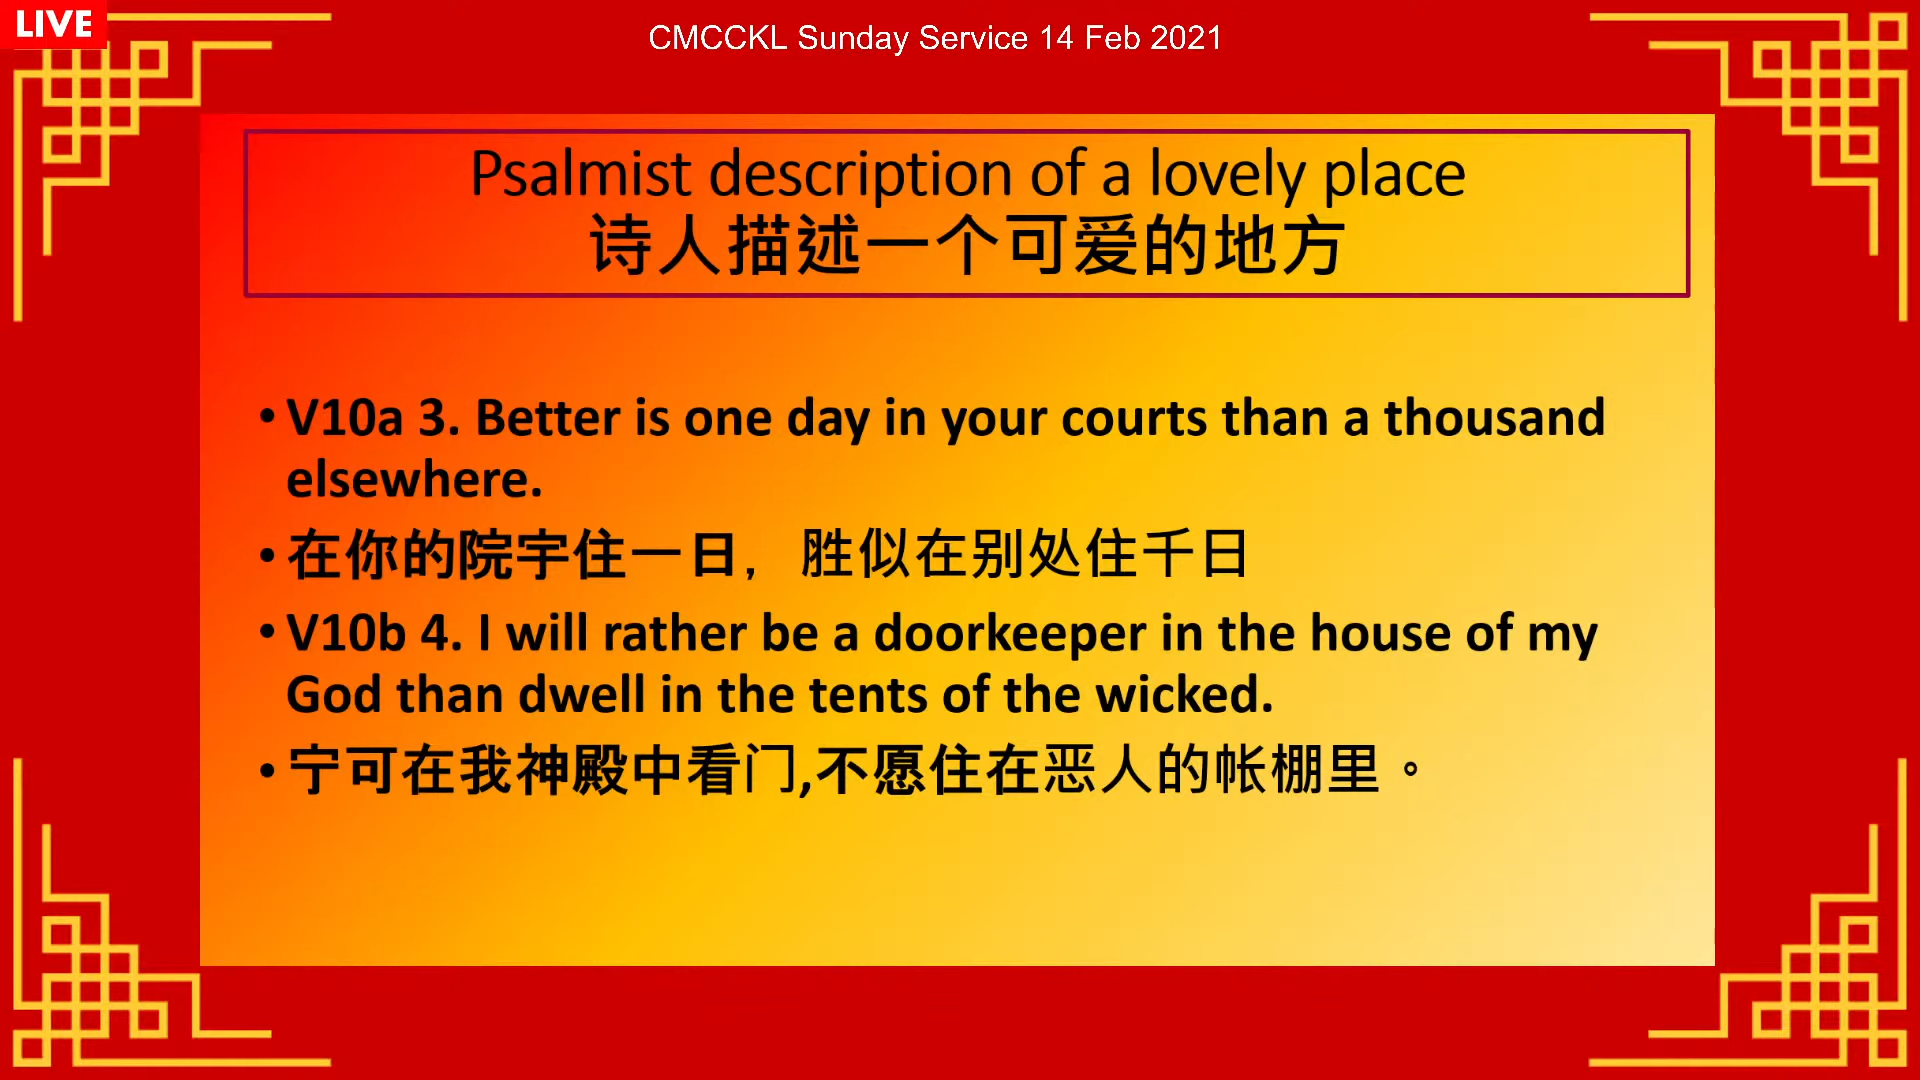 LIVE
CMCCKL Sunday Service 14 Feb 2021
Psalmist description of a lovely place
诗人描述一个可爱的地方
• V10a 3. Better is one day in your courts than a thousand
elsewhere.
• 在你的院宇住一日，胜似在别处住千日
• V10b 4. I will rather be a doorkeeper in the house of my
God than dwell in the tents of the wicked.
• 宁可在我神殿中看门,不愿住在恶人的帐棚里。